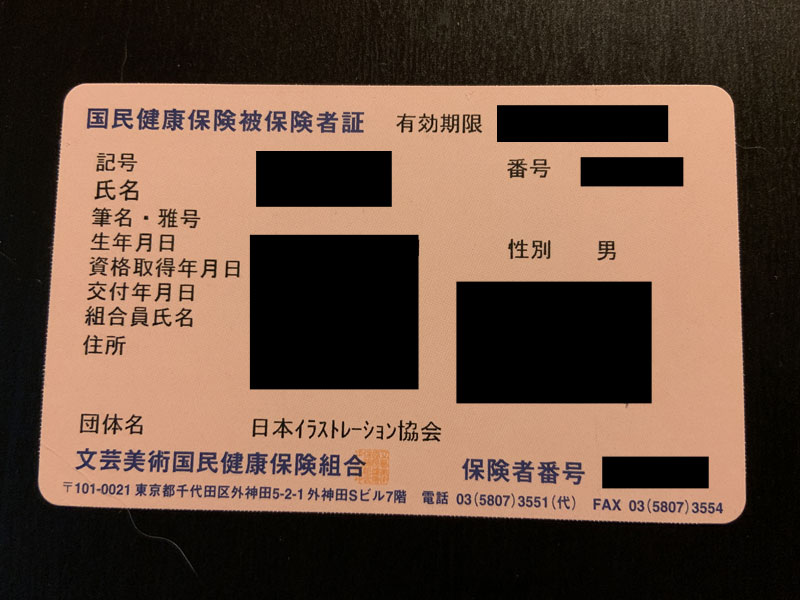 国民健康保険被保険者証 有効期限
記号 番号
氏名
筆名・雅号
生年月日 性別 男
資格取得年月日
交付年月日
組合員氏名
住所
団体名 日本ｲﾗｽﾄﾚｰｼｮﾝ協会
文芸美術国民健康保険組合 保険者番号
〒101-0021 東京都千代田区外神田5-2-1 外神田Sビル7階 電話 03(5807)3551(代) FAX 03(5807)3554